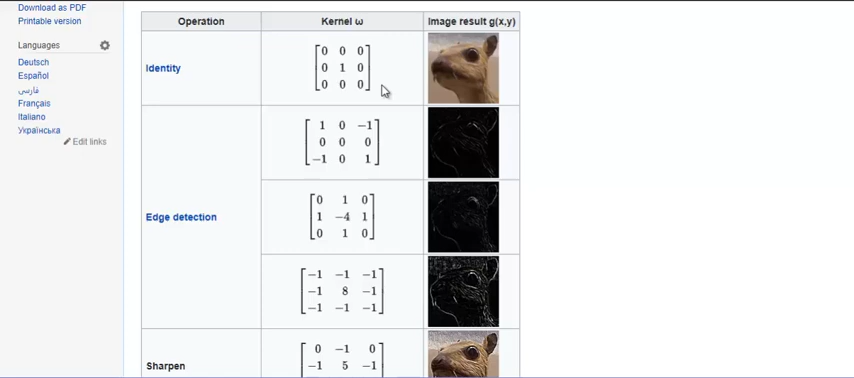 Download as PDF
Printable version
Languages
Deutsch
Español
فارسی
Français
Italiano
Українська
Edit links
Operation Kernel ω Image result g(x,y)
Identity
0 0 0
0 1 0
0 0 0
Edge detection
1 0 −1
0 0 0
−1 0 1
0 1 0
1 −4 1
0 1 0
−1 −1 −1
−1 8 −1
−1 −1 −1
Sharpen
0 −1 0
−1 5 −1